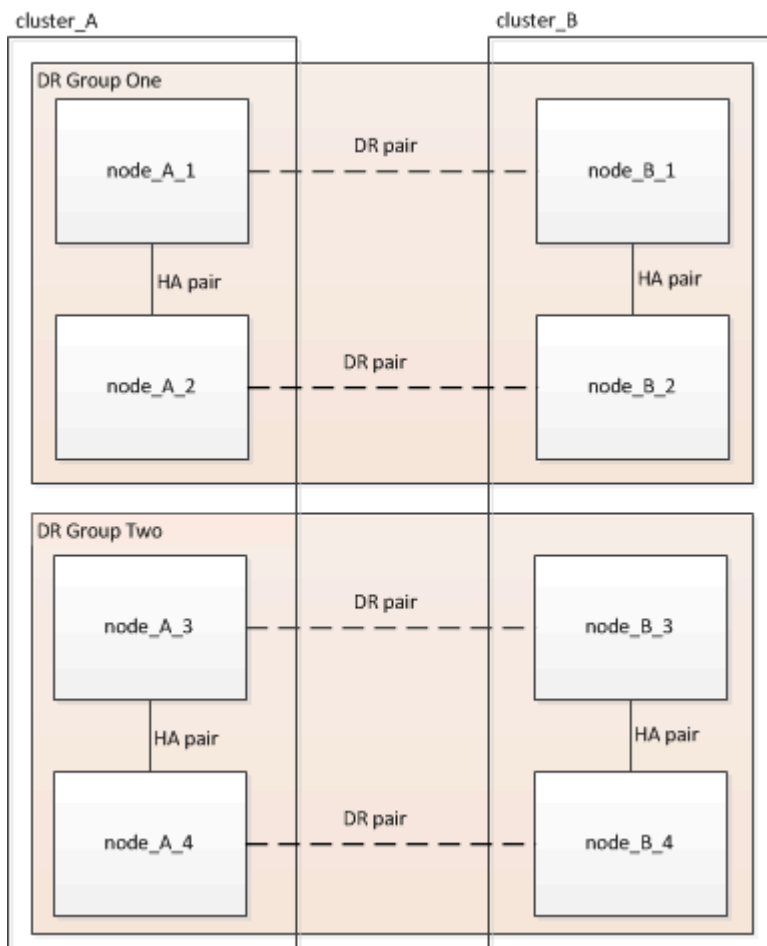 cluster_A
cluster_B
DR Group One
node_A_1
DR pair
node_B_1
HA pair
HA pair
node_A_2
DR pair
node_B_2
DR Group Two
node_A_3
DR pair
node_B_3
HA pair
HA pair
node_A_4
DR pair
node_B_4